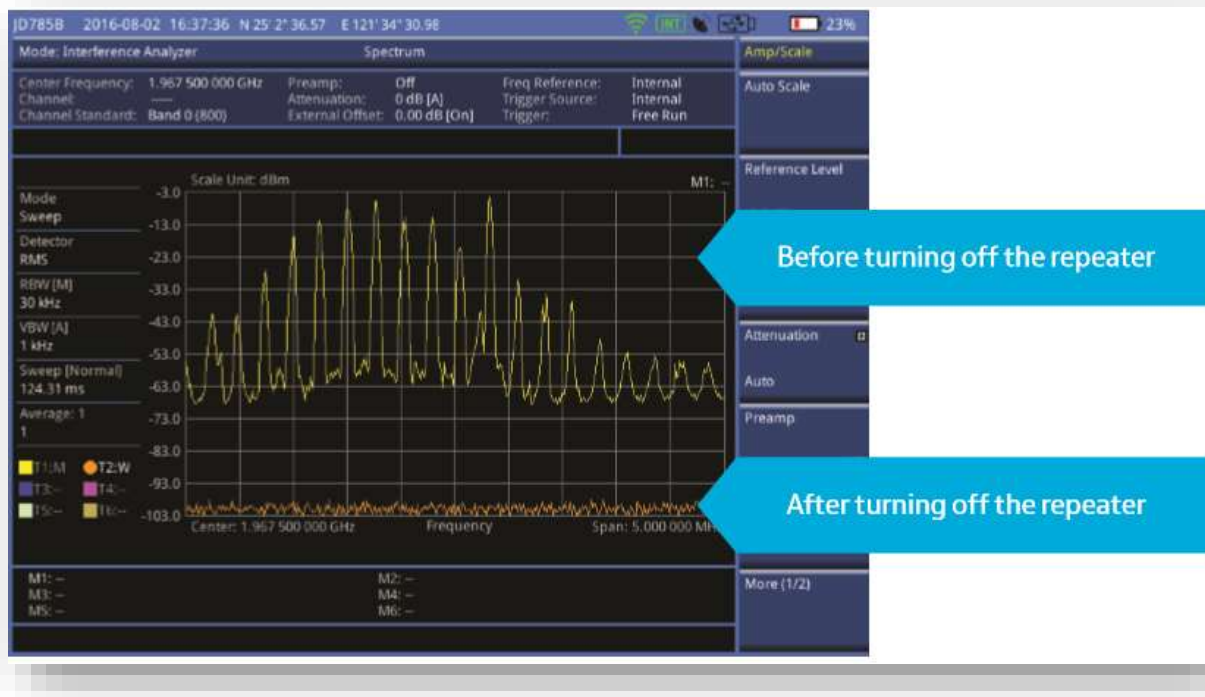 JD785B 2016-08-02 16:37:36 N 25° 2' 36.57 E 121° 34' 30.98 INT 23%
Mode: Interference Analyzer Spectrum
Amp/Scale
Center Frequency: 1.967 500 000 GHz Preamp: Off Freq Reference: Internal
Channel: ---- Attenuation: 0 dB [A] Trigger Source: Internal
Channel Standard: Band 0 (800) External Offset: 0.00 dB [On] Trigger: Free Run
Auto Scale
Reference Level
Scale Unit: dBm M1: --
Mode
Sweep
Detector
RMS
RBW [M]
30 kHz
VBW [A]
1 kHz
Sweep [Normal]
124.31 ms
Average: 1
1
T1:M T2:W
T3:-- T4:--
T5:-- T6:--
-3.0
-13.0
-23.0
-33.0
-43.0
-53.0
-63.0
-73.0
-83.0
-93.0
-103.0
Center: 1.967 500 000 GHz Frequency Span: 5.000 000 MH
Before turning off the repeater
Attenuation
Auto
Preamp
After turning off the repeater
More (1/2)
M1: -- M2: --
M3: -- M4: --
M5: -- M6: --